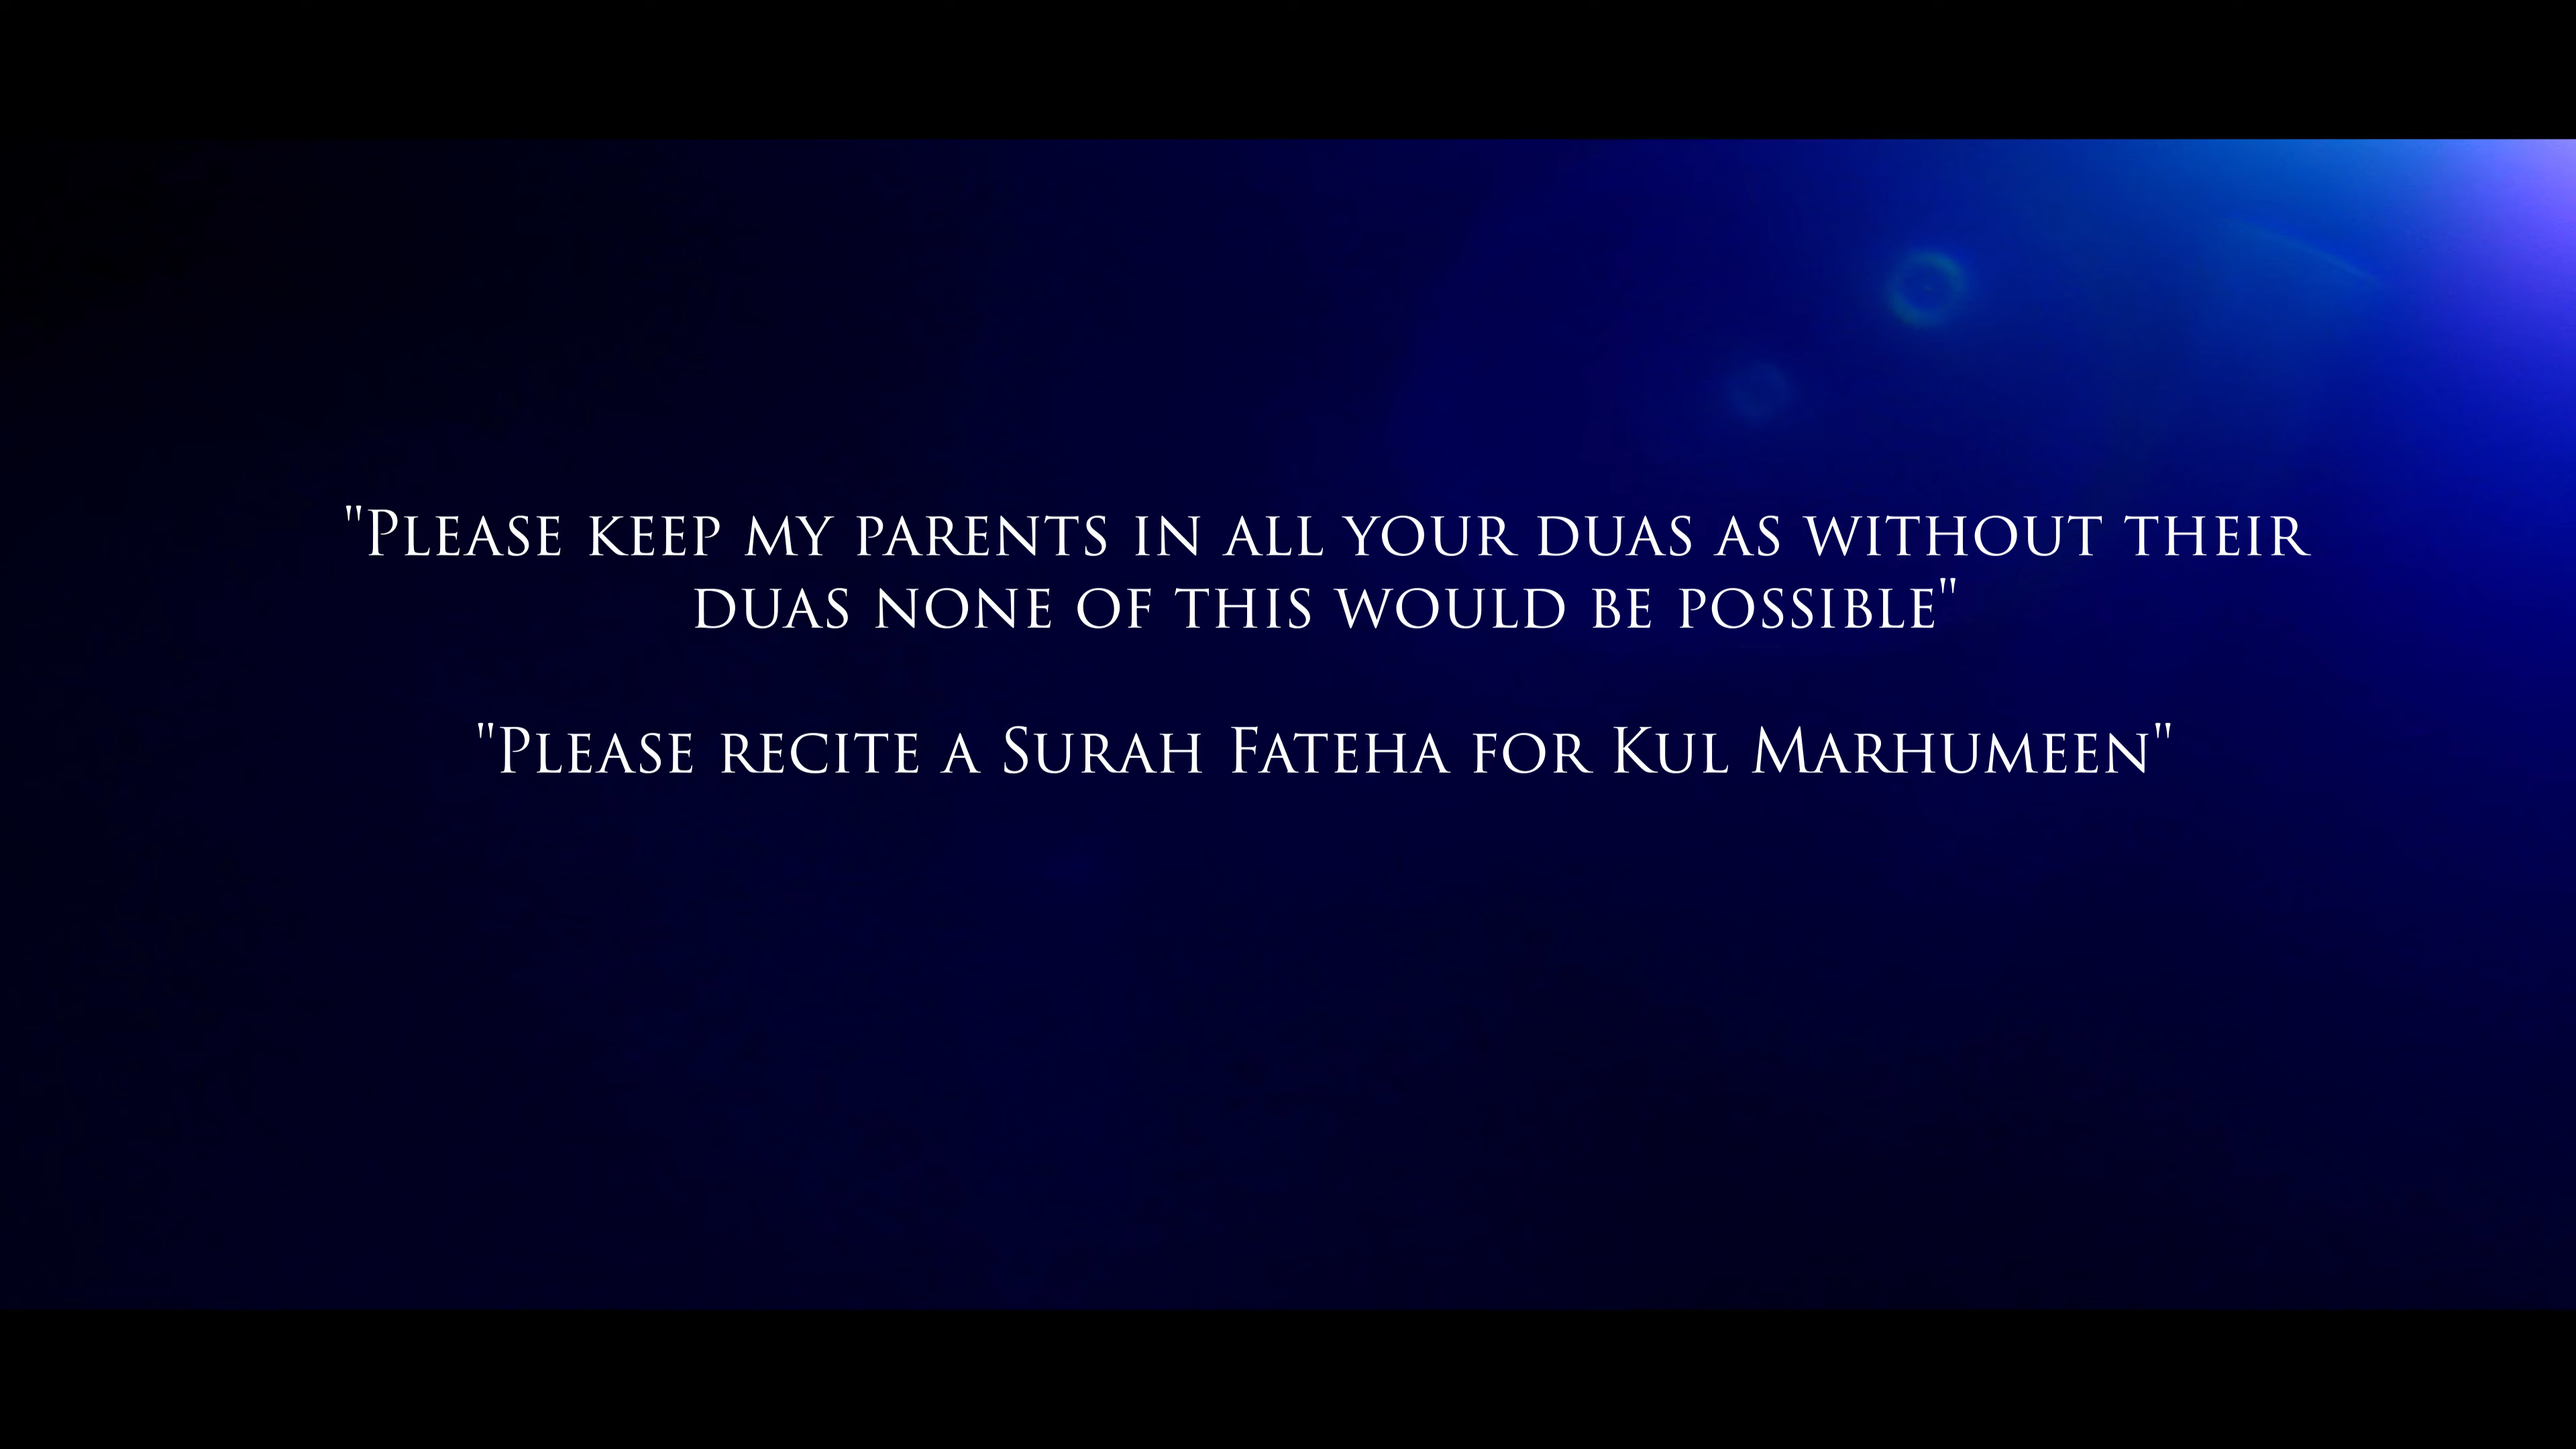 "Please keep my parents in all your duas as without their
duas none of this would be possible"
"Please recite a Surah Fateha for Kul Marhumeen"